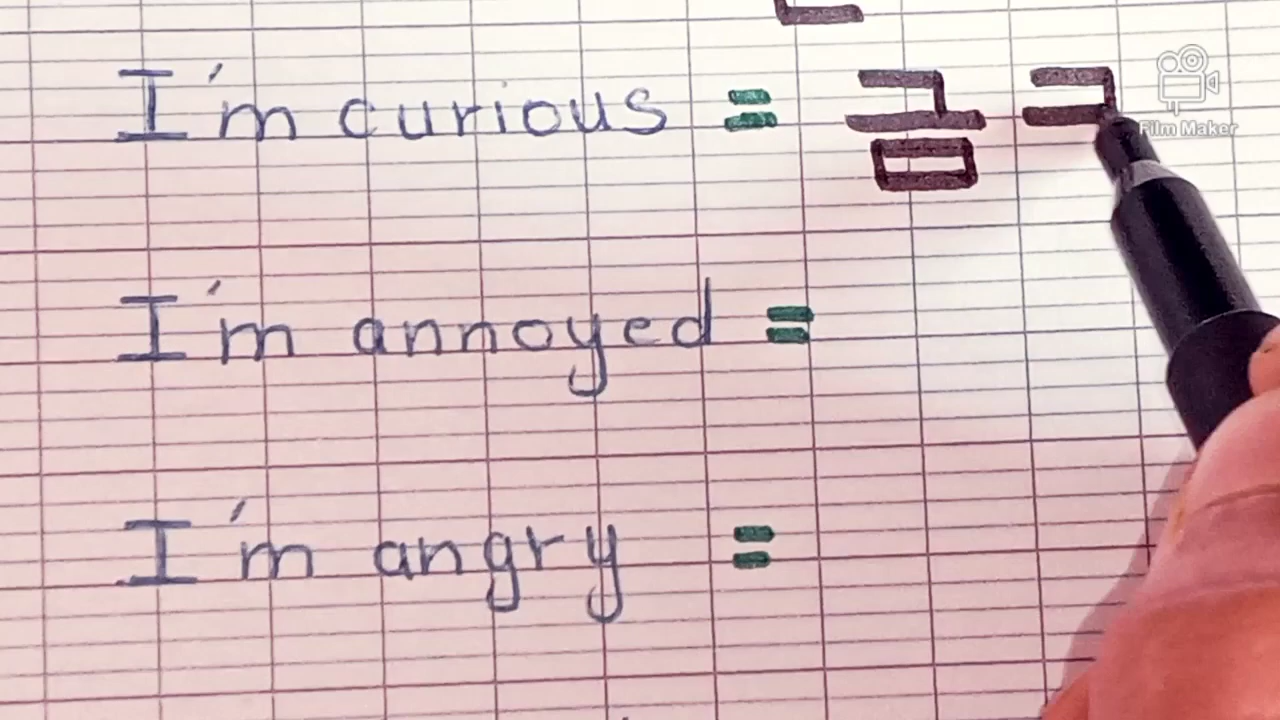 I'm curious = 금
I'm annoyed =
I'm angry =
Film Maker